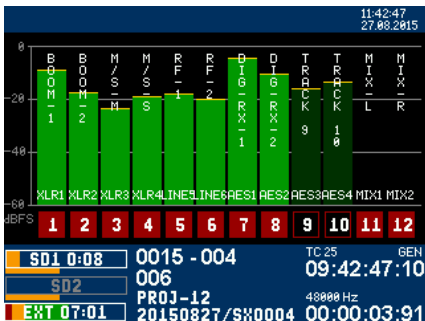 11:42:47
27.08.2015
0
-20
-40
-60
dBFS
BOOM-1 BOOM-2 M/S-M M/S-S RF-1 RF-2 DIG-RX-1 DIG-RX-2 TRACK 9 TRACK 10 MIX-L MIX-R
XLR1 XLR2 XLR3 XLR4 LINE5 LINE6 AES1 AES2 AES3 AES4 MIX1 MIX2
1 2 3 4 5 6 7 8 9 10 11 12
SD1 0:08
SD2
EXT 07:01
0015-004
006
PROJ-12
20150827/SX0004
TC 25 GEN
09:42:47:10
48000 Hz
00:00:03:91